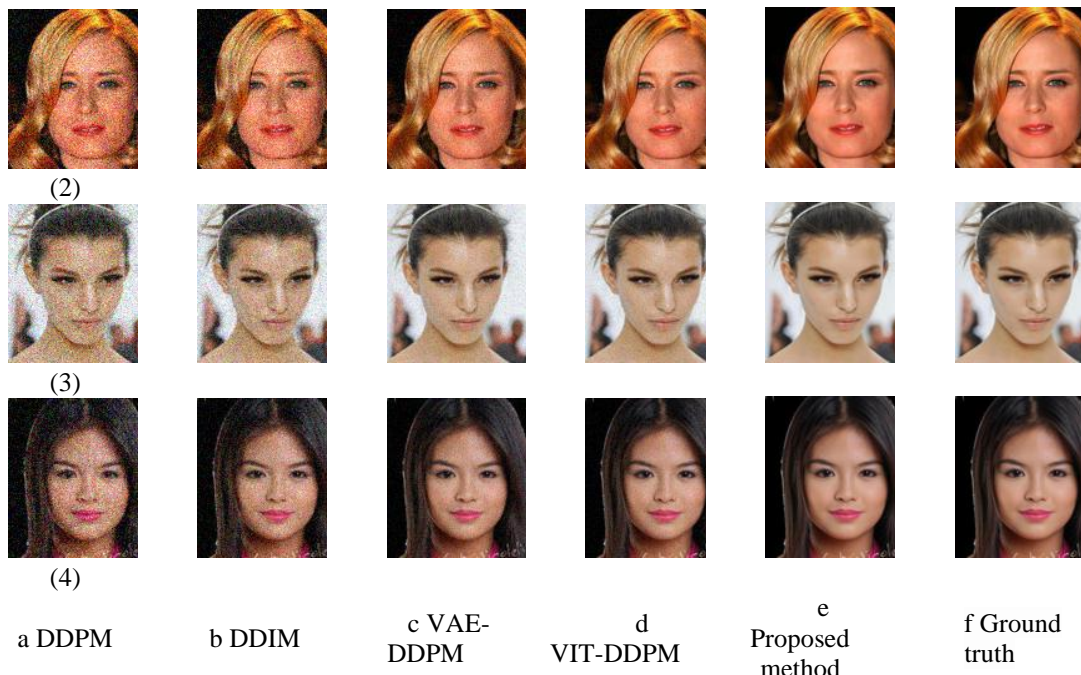 (2)
(3)
(4)
a DDPM
b DDIM
c VAE-
DDPM
d
VIT-DDPM
e
Proposed
method
f Ground
truth